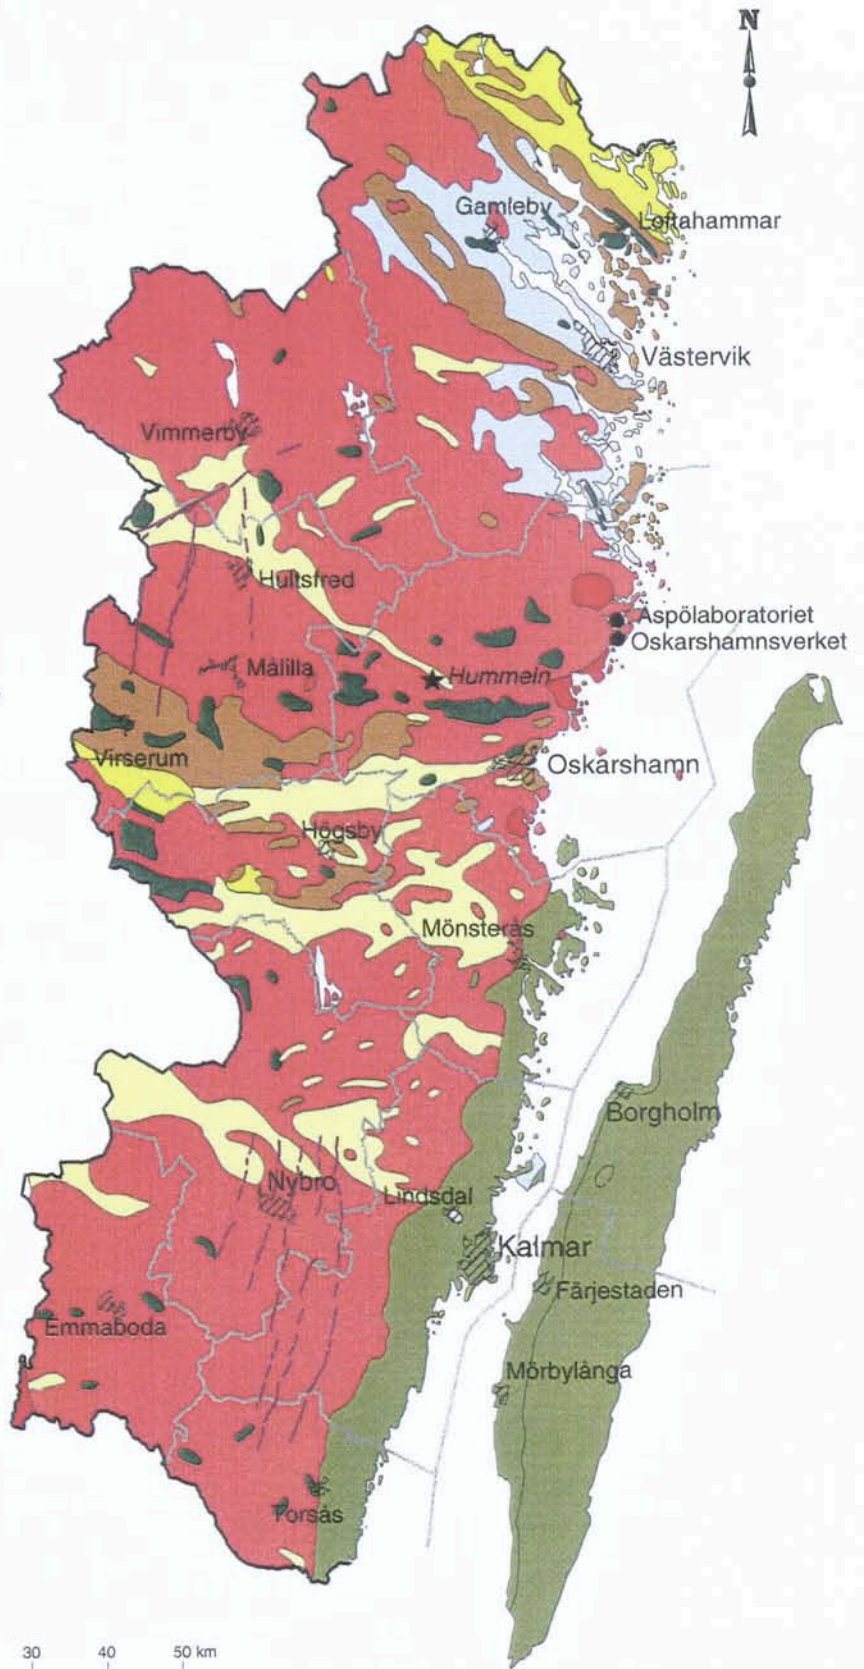 N
Gamleby
Loftahammar
Västervik
Vimmerby
Hultsfred
Äspölaboratoriet
Oskarshamnsverket
Målilla
Hummeln
Virserum
Oskarshamn
Högsby
Mönsterås
Borgholm
Nybro
Lindsdal
Kalmar
Färjestaden
Emmaboda
Mörbylånga
Torsås
30 40 50 km